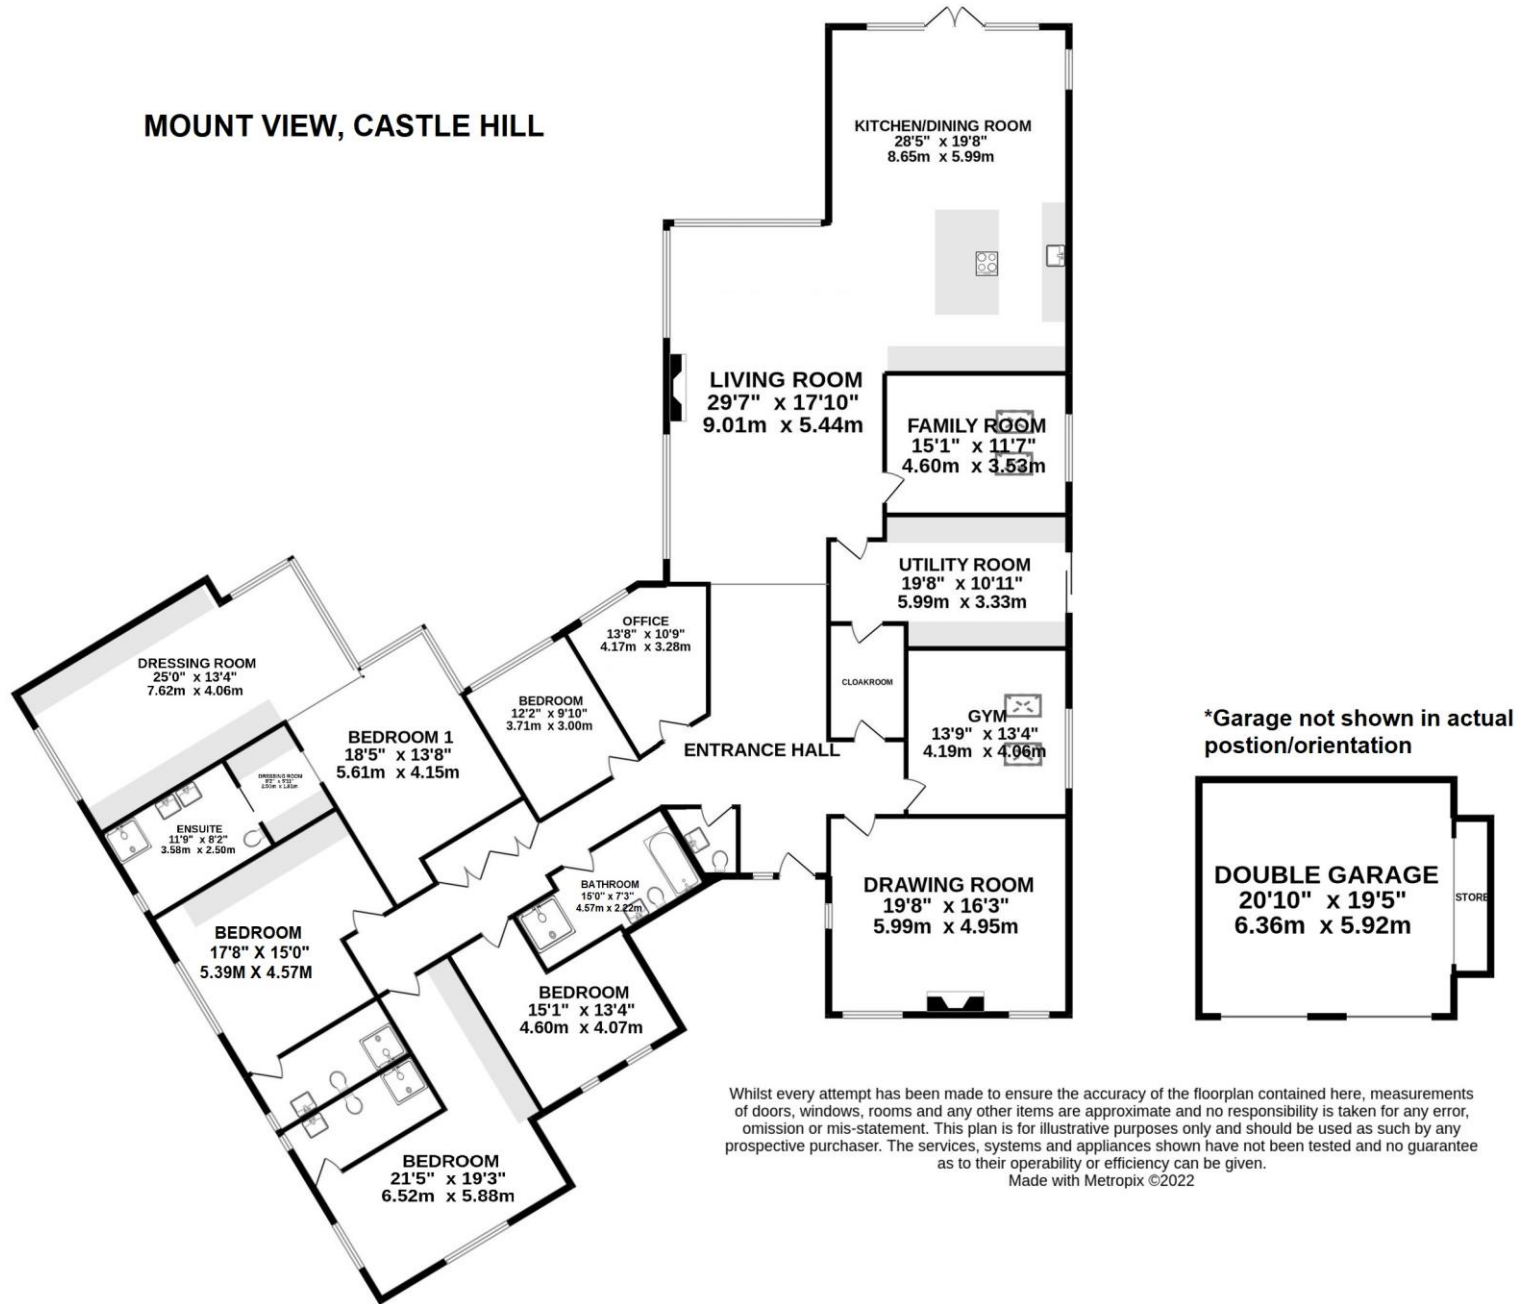 MOUNT VIEW, CASTLE HILL
KITCHEN/DINING ROOM
28'5" x 19'8"
8.65m x 5.99m
LIVING ROOM
29'7" x 17'10"
9.01m x 5.44m
FAMILY ROOM
15'1" x 11'7"
4.60m x 3.53m
UTILITY ROOM
19'8" x 10'11"
5.99m x 3.33m
OFFICE
13'8" x 10'9"
4.17m x 3.28m
DRESSING ROOM
25'0" x 13'4"
7.62m x 4.06m
CLOAKROOM
BEDROOM
12'2" x 9'10"
3.71m x 3.00m
GYM
13'9" x 13'4"
4.19m x 4.06m
BEDROOM 1
18'5" x 13'8"
5.61m x 4.15m
ENTRANCE HALL
*Garage not shown in actual
postion/orientation
DRESSING ROOM
ENSUITE
11'9" x 8'2"
3.58m x 2.50m
BATHROOM
15'0" x 7'3"
4.57m x 2.22m
DRAWING ROOM
19'8" x 16'3"
5.99m x 4.95m
DOUBLE GARAGE
20'10" x 19'5"
6.36m x 5.92m
STORE
BEDROOM
17'8" X 15'0"
5.39M X 4.57M
BEDROOM
15'1" x 13'4"
4.60m x 4.07m
BEDROOM
21'5" x 19'3"
6.52m x 5.88m
Whilst every attempt has been made to ensure the accuracy of the floorplan contained here, measurements
of doors, windows, rooms and any other items are approximate and no responsibility is taken for any error,
omission or mis-statement. This plan is for illustrative purposes only and should be used as such by any
prospective purchaser. The services, systems and appliances shown have not been tested and no guarantee
as to their operability or efficiency can be given.
Made with Metropix ©2022